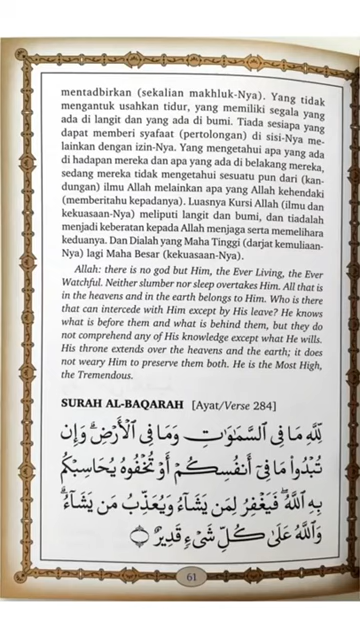 mentadbirkan (sekalian makhluk-Nya). Yang tidak
mengantuk usahkan tidur, yang memiliki segala yang
ada di langit dan yang ada di bumi. Tiada sesiapa yang
dapat memberi syafaat (pertolongan) di sisi-Nya me-
lainkan dengan izin-Nya. Yang mengetahui apa yang ada
di hadapan mereka dan apa yang ada di belakang mereka,
sedang mereka tidak mengetahui sesuatu pun dari (kan-
dungan) ilmu Allah melainkan apa yang Allah kehendaki
(memberitahu kepadanya). Luasnya Kursi Allah (ilmu dan
kekuasaan-Nya) meliputi langit dan bumi, dan tiadalah
menjadi keberatan kepada Allah menjaga serta memelihara
keduanya. Dan Dialah yang Maha Tinggi (darjat kemuliaan-
Nya) lagi Maha Besar (kekuasaan-Nya).
Allah: there is no god but Him, the Ever Living, the Ever
Watchful. Neither slumber nor sleep overtakes Him. All that is
in the heavens and in the earth belongs to Him. Who is there
that can intercede with Him except by His leave? He knows
what is before them and what is behind them, but they do
not comprehend any of His knowledge except what He wills.
His throne extends over the heavens and the earth; it does
not weary Him to preserve them both. He is the Most High,
the Tremendous.
SURAH AL-BAQARAH [Ayat/Verse 284]
لِّلَّهِ مَا فِى ٱلسَّمَـٰوَٰتِ وَمَا فِى ٱلْأَرْضِ ۗ وَإِن
تُبْدُوا۟ مَا فِىٓ أَنفُسِكُمْ أَوْ تُخْفُوهُ يُحَاسِبْكُم
بِهِ ٱللَّهُ ۖ فَيَغْفِرُ لِمَن يَشَآءُ وَيُعَذِّبُ مَن يَشَآءُ ۗ
وَٱللَّهُ عَلَىٰ كُلِّ شَىْءٍ قَدِيرٌ
61